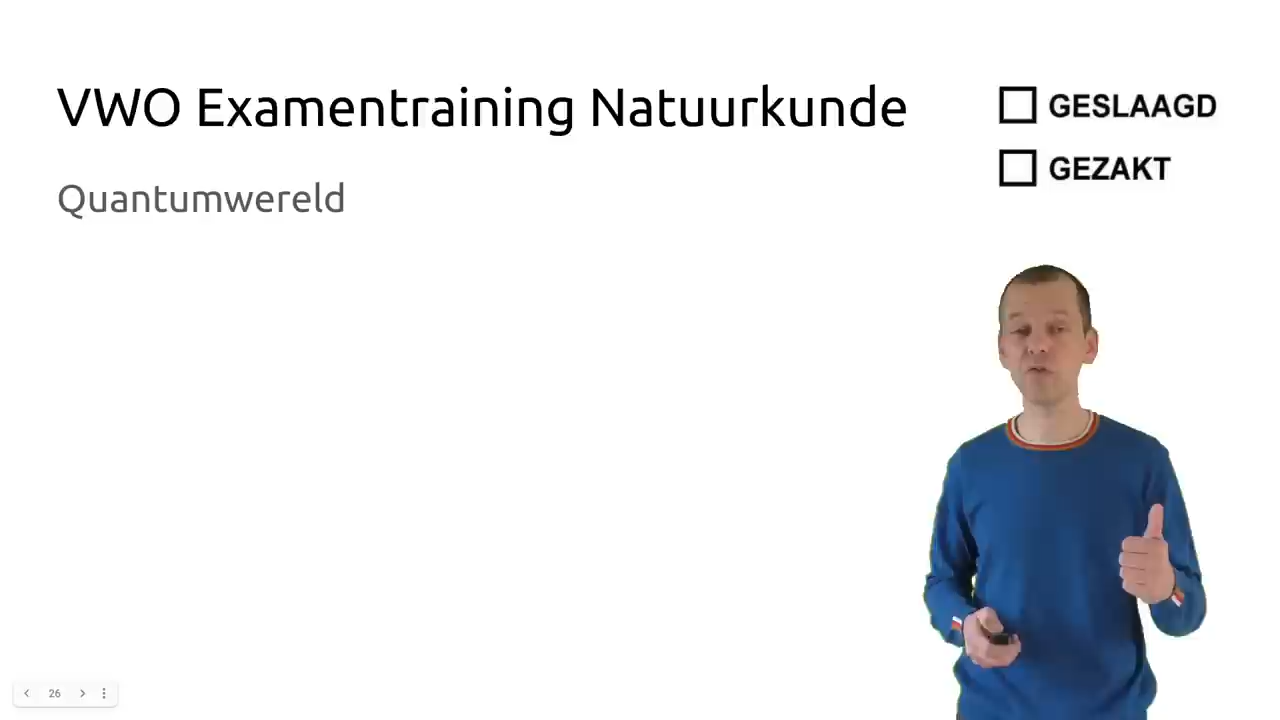 VWO Examentraining Natuurkunde
Quantumwereld
GESLAAGD
GEZAKT
26